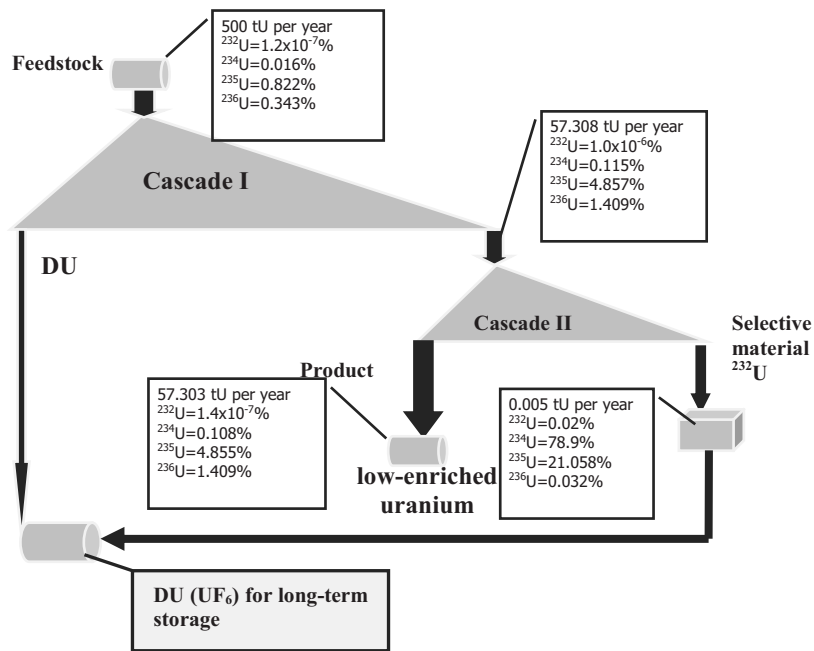 500 tU per year
²³²U=1.2x10⁻⁷%
²³⁴U=0.016%
²³⁵U=0.822%
²³⁶U=0.343%
Feedstock
57.308 tU per year
²³²U=1.0x10⁻⁶%
²³⁴U=0.115%
²³⁵U=4.857%
²³⁶U=1.409%
Cascade I
DU
Cascade II
Selective
material
²³²U
Product
57.303 tU per year
²³²U=1.4x10⁻⁷%
²³⁴U=0.108%
²³⁵U=4.855%
²³⁶U=1.409%
0.005 tU per year
²³²U=0.02%
²³⁴U=78.9%
²³⁵U=21.058%
²³⁶U=0.032%
low-enriched
uranium
DU (UF₆) for long-term
storage